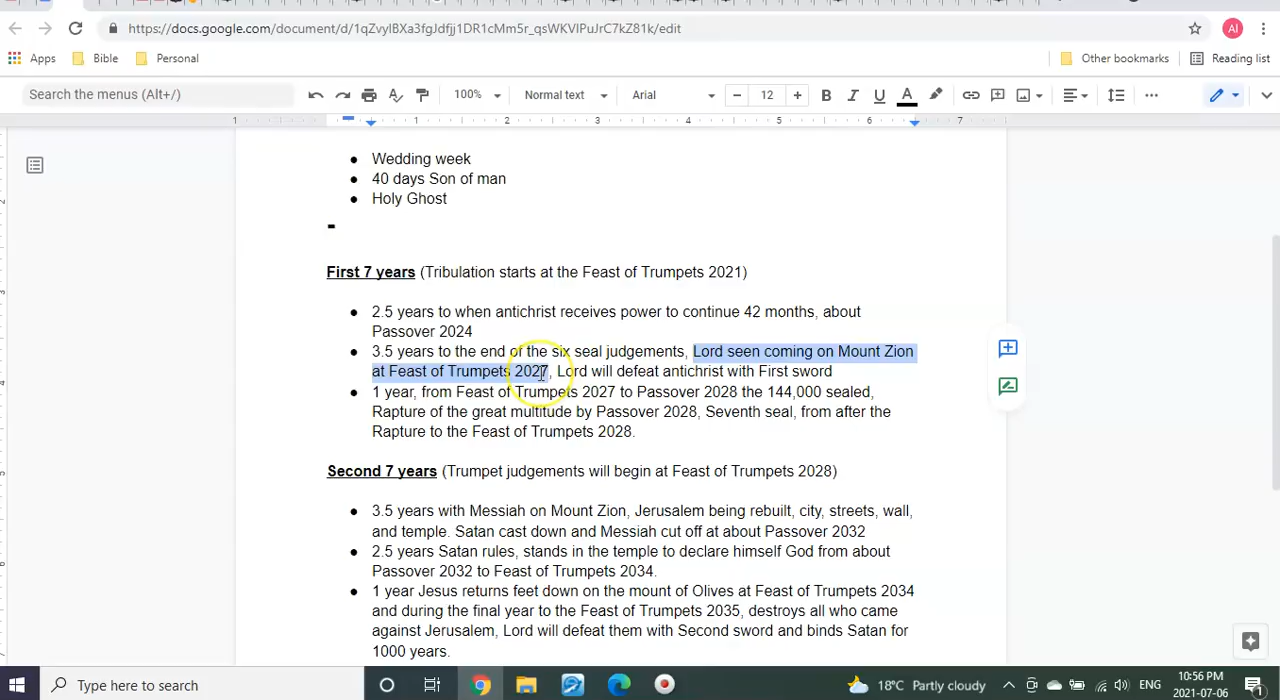 https://docs.google.com/document/d/1qZvylBXa3fgJdfjj1DR1cMm5r_qsWKVIPuJrC7kZ81k/edit
AI
Apps
Bible
Personal
Other bookmarks
Reading list
Search the menus (Alt+/)
100%
Normal text
Arial
12
B
I
U
A
1
1
2
3
4
5
6
7
Wedding week
40 days Son of man
Holy Ghost
-
First 7 years (Tribulation starts at the Feast of Trumpets 2021)
2.5 years to when antichrist receives power to continue 42 months, about
Passover 2024
3.5 years to the end of the six seal judgements, Lord seen coming on Mount Zion
at Feast of Trumpets 2027, Lord will defeat antichrist with First sword
1 year, from Feast of Trumpets 2027 to Passover 2028 the 144,000 sealed,
Rapture of the great multitude by Passover 2028, Seventh seal, from after the
Rapture to the Feast of Trumpets 2028.
Second 7 years (Trumpet judgements will begin at Feast of Trumpets 2028)
3.5 years with Messiah on Mount Zion, Jerusalem being rebuilt, city, streets, wall,
and temple. Satan cast down and Messiah cut off at about Passover 2032
2.5 years Satan rules, stands in the temple to declare himself God from about
Passover 2032 to Feast of Trumpets 2034.
1 year Jesus returns feet down on the mount of Olives at Feast of Trumpets 2034
and during the final year to the Feast of Trumpets 2035, destroys all who came
against Jerusalem, Lord will defeat them with Second sword and binds Satan for
1000 years.
Type here to search
18°C Partly cloudy
ENG
10:56 PM
2021-07-06